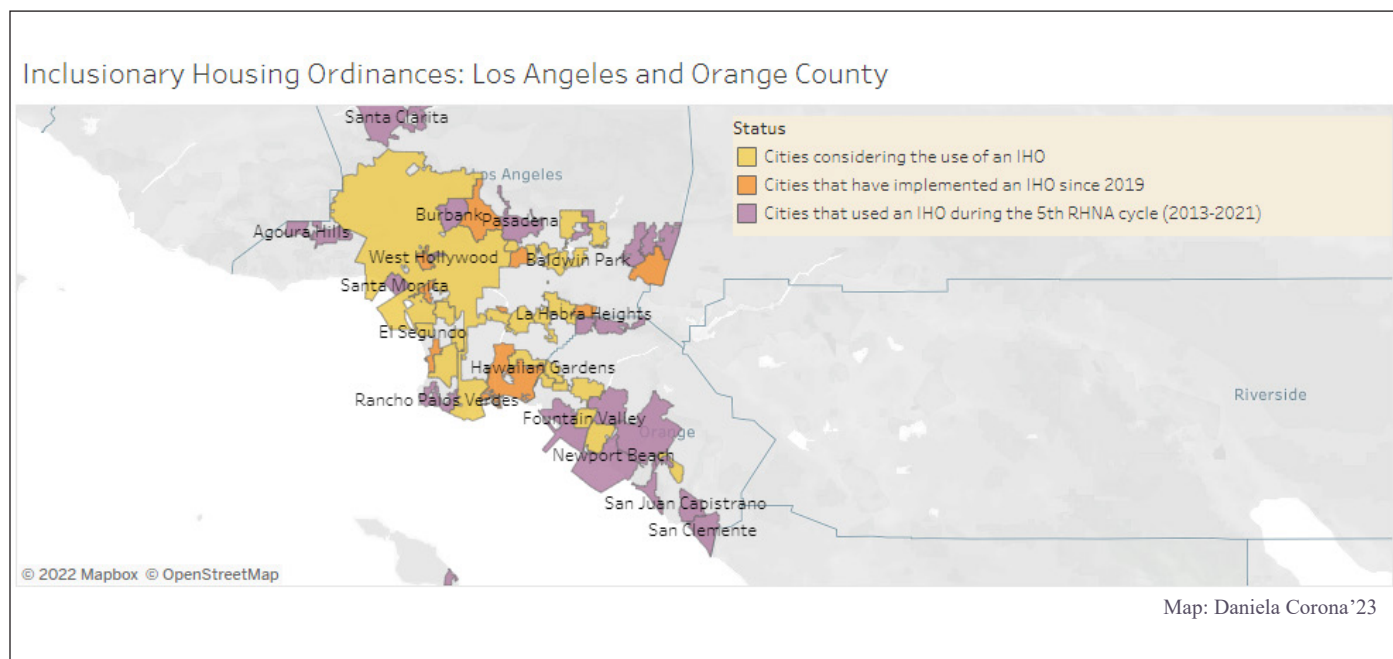 Inclusionary Housing Ordinances: Los Angeles and Orange County
Status
Cities considering the use of an IHO
Cities that have implemented an IHO since 2019
Cities that used an IHO during the 5th RHNA cycle (2013-2021)
Santa Clarita
Los Angeles
Burbank
Pasadena
Agoura Hills
West Hollywood
Baldwin Park
Santa Monica
La Habra Heights
El Segundo
Hawaiian Gardens
Rancho Palos Verdes
Riverside
Fountain Valley
Orange
Newport Beach
San Juan Capistrano
San Clemente
© 2022 Mapbox © OpenStreetMap
Map: Daniela Corona’23